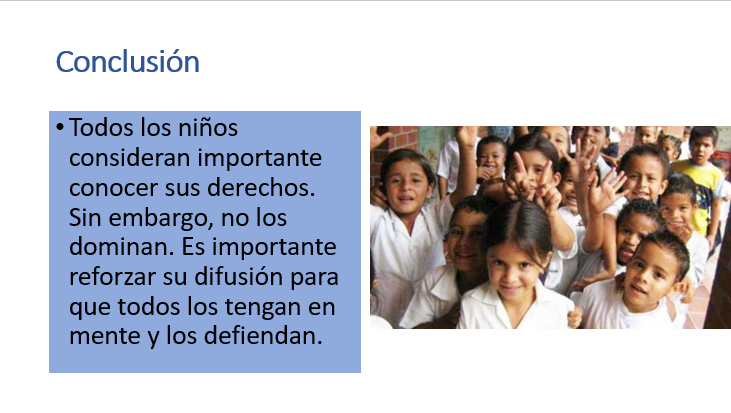 Conclusión
• Todos los niños
consideran importante
conocer sus derechos.
Sin embargo, no los
dominan. Es importante
reforzar su difusión para
que todos los tengan en
mente y los defiendan.